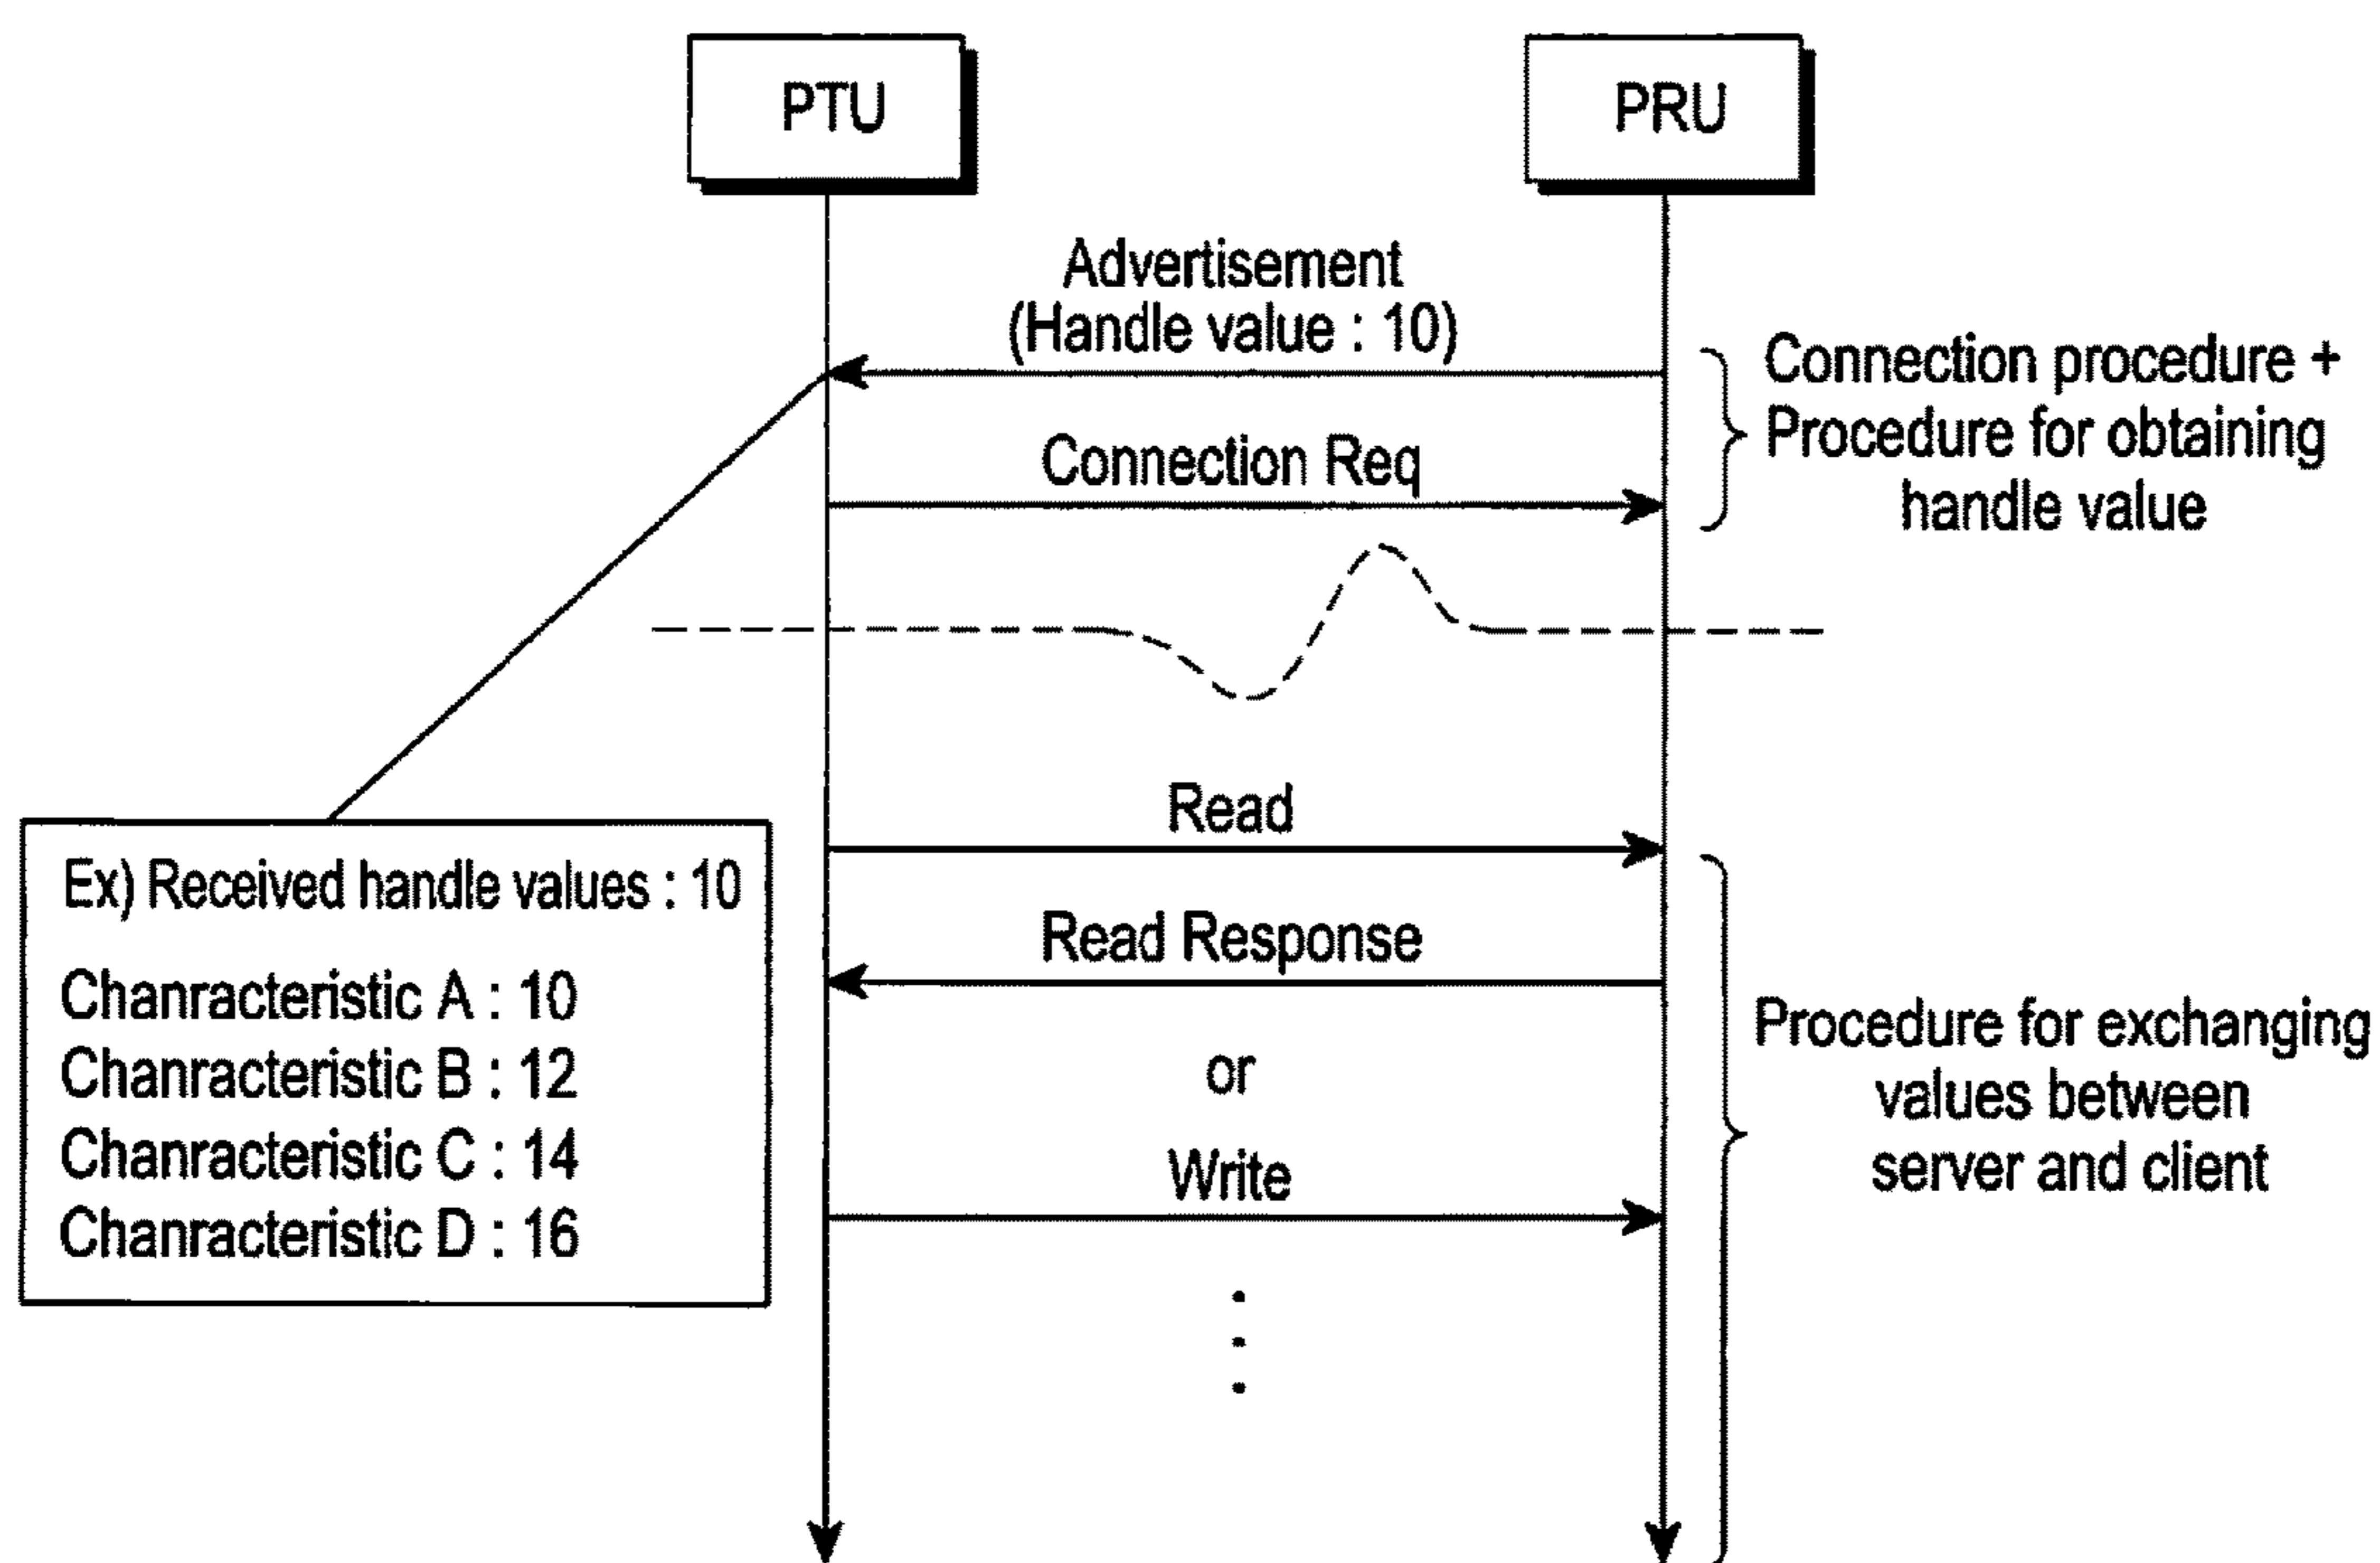 PTU
PRU
Advertisement
(Handle value : 10)
Connection procedure +
Procedure for obtaining
handle value
Connection Req
Read
Ex) Received handle values : 10
Chanracteristic A : 10
Chanracteristic B : 12
Chanracteristic C : 14
Chanracteristic D : 16
Read Response
or
Write
Procedure for exchanging
values between
server and client